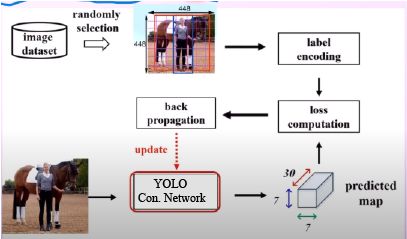 randomly
selection
image
dataset
448
448
label
encoding
back
propagation
loss
computation
update
YOLO
Con. Network
30
7
7
predicted
map